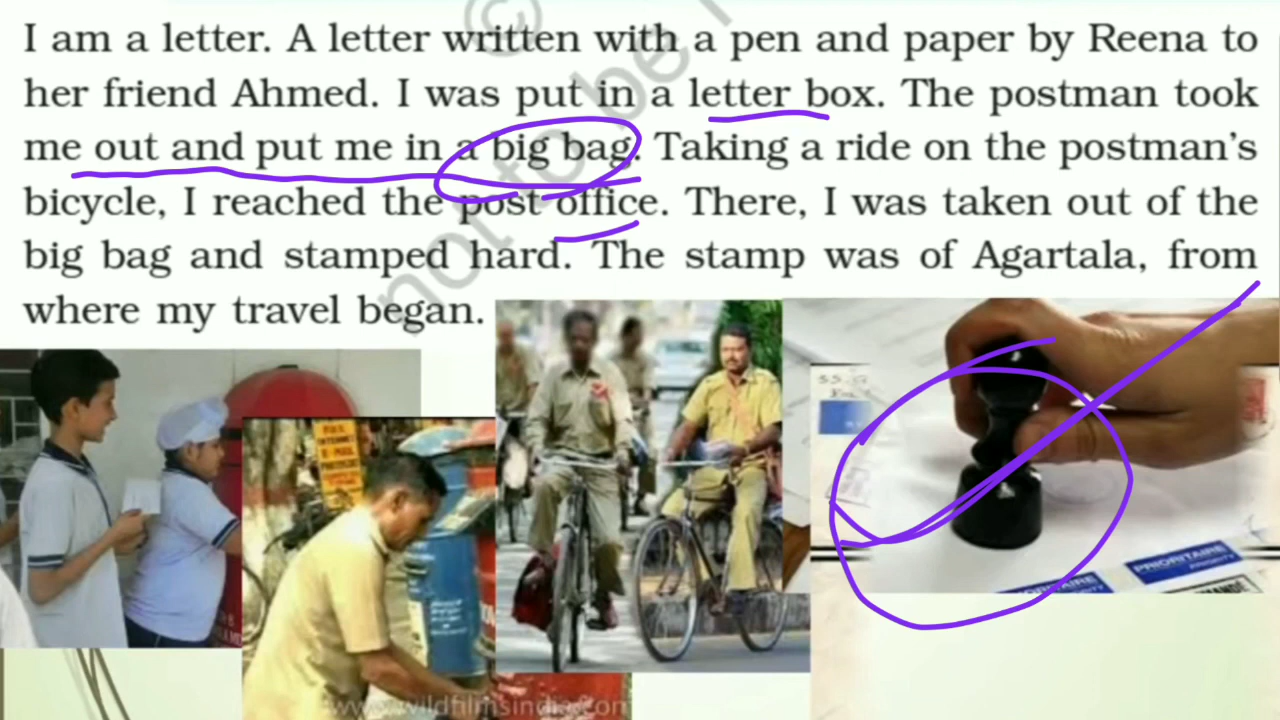 I am a letter. A letter written with a pen and paper by Reena to
her friend Ahmed. I was put in a letter box. The postman took
me out and put me in a big bag. Taking a ride on the postman's
bicycle, I reached the post office. There, I was taken out of the
big bag and stamped hard. The stamp was of Agartala, from
where my travel began.
©
not to be r
PRIORITAIRE
www.wildfilmsindia.com